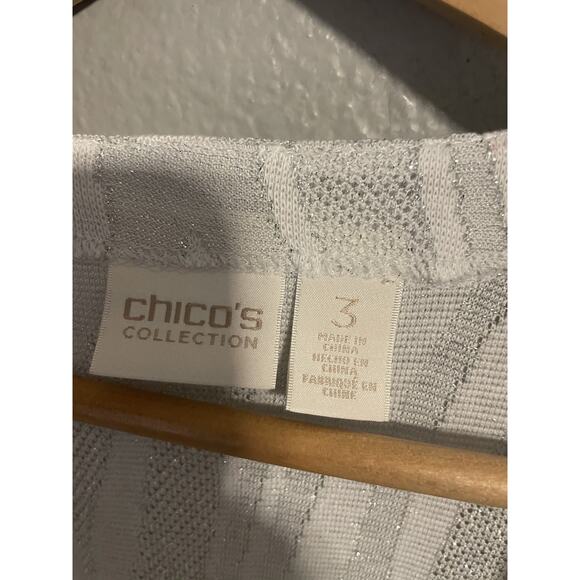 chico's
COLLECTION
3
MADE IN
CHINA
HECHO EN
CHINA
FABRIQUÉ EN
CHINE